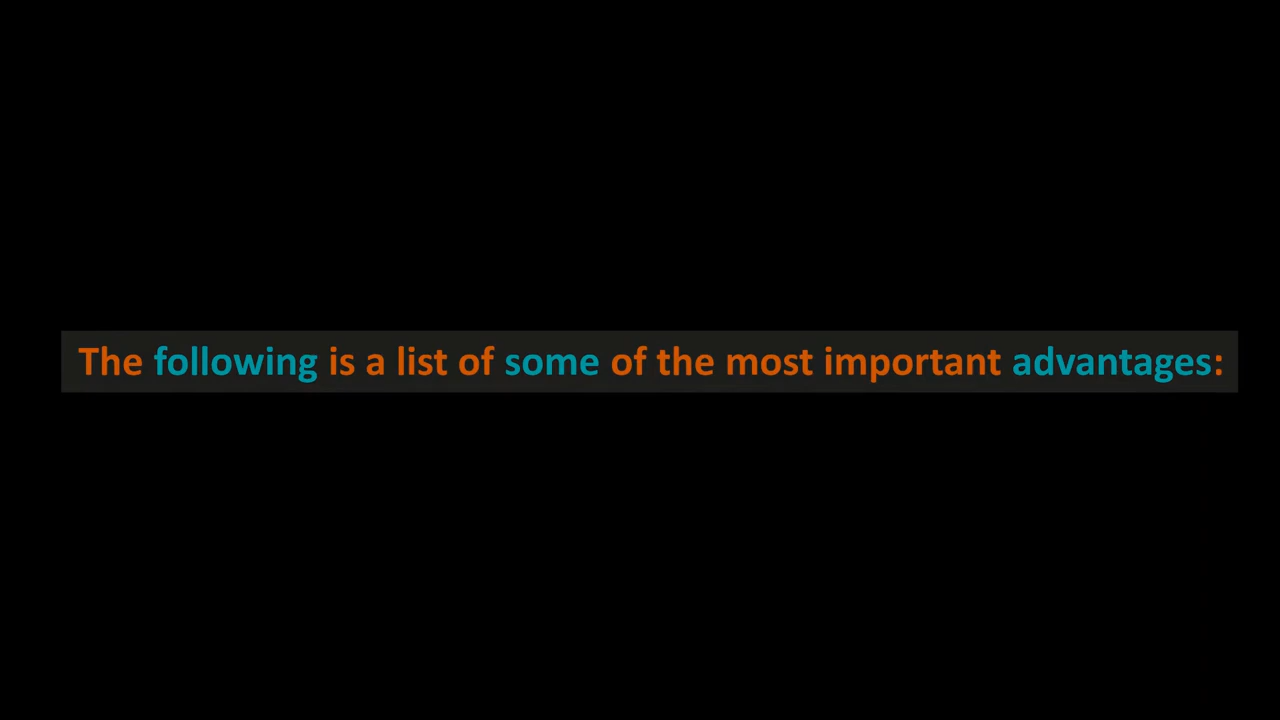 The following is a list of some of the most important advantages: